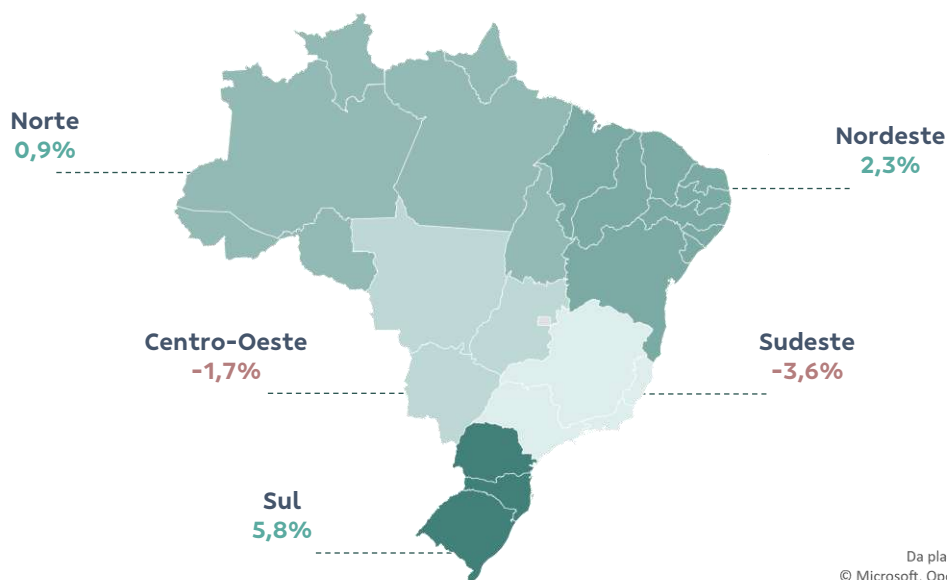 Norte
0,9%
Nordeste
2,3%
Centro-Oeste
-1,7%
Sudeste
-3,6%
Sul
5,8%
Da pla
© Microsoft, Ope